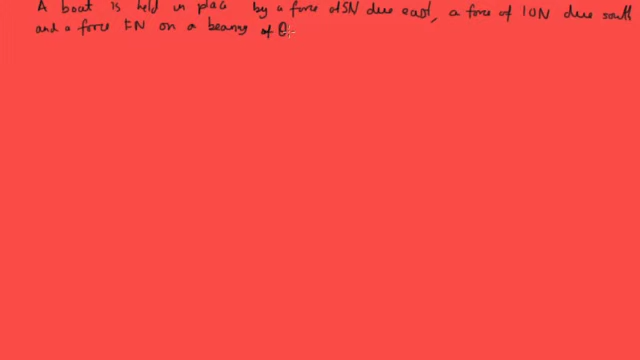 A boat is held in place by a force of 5N due east, a force of 10N due south
and a force FN on a bearing of θ